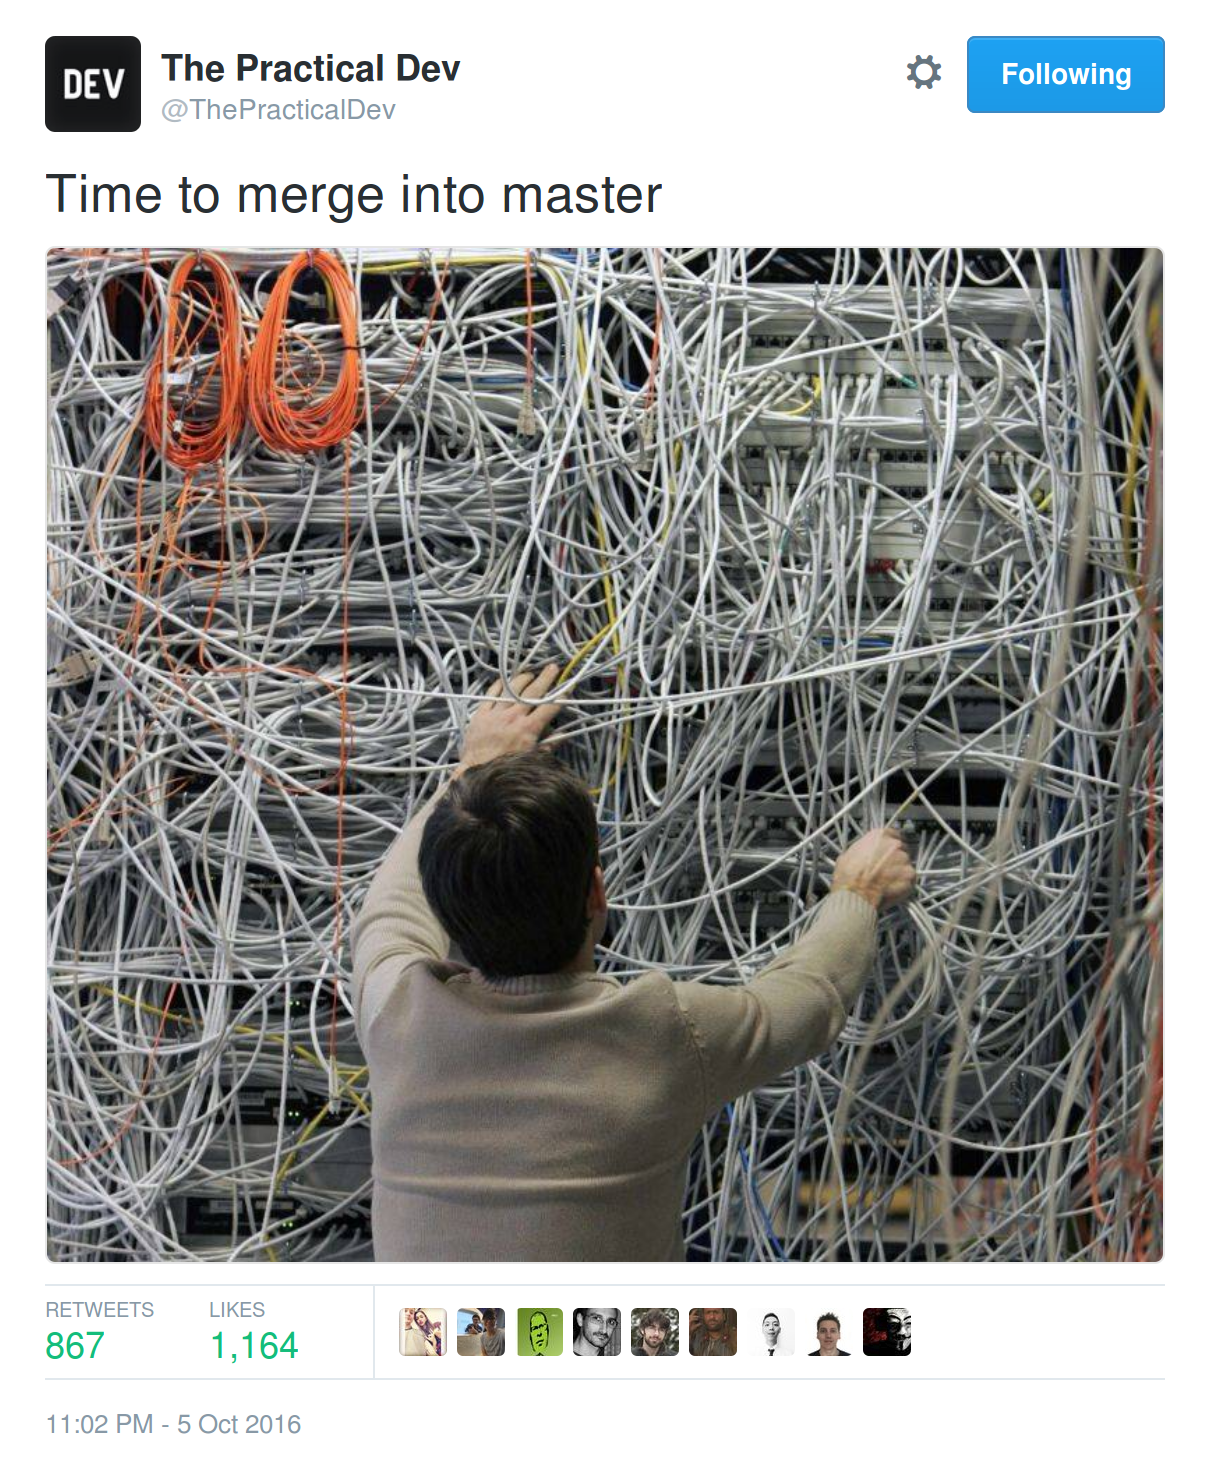 DEV
The Practical Dev
@ThePracticalDev
Following
Time to merge into master
RETWEETS
867
LIKES
1,164
11:02 PM - 5 Oct 2016